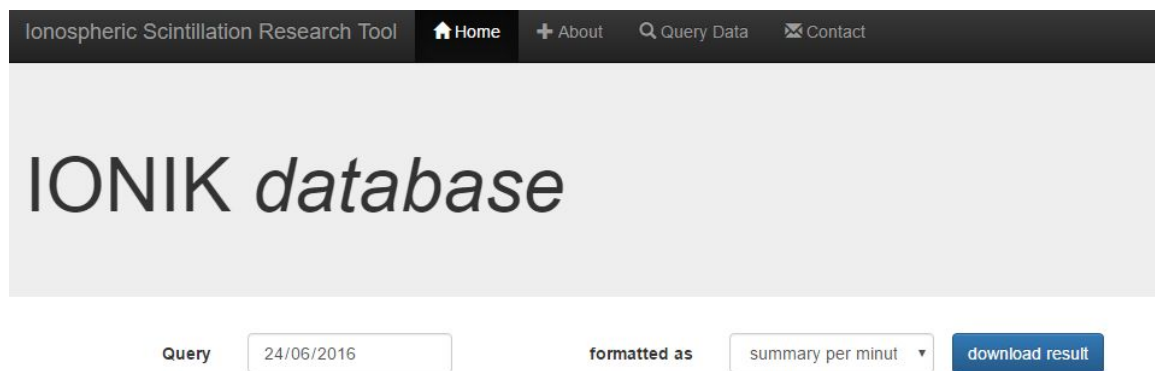 Ionospheric Scintillation Research Tool Home About Query Data Contact
IONIK database
Query 24/06/2016 formatted as summary per minut download result